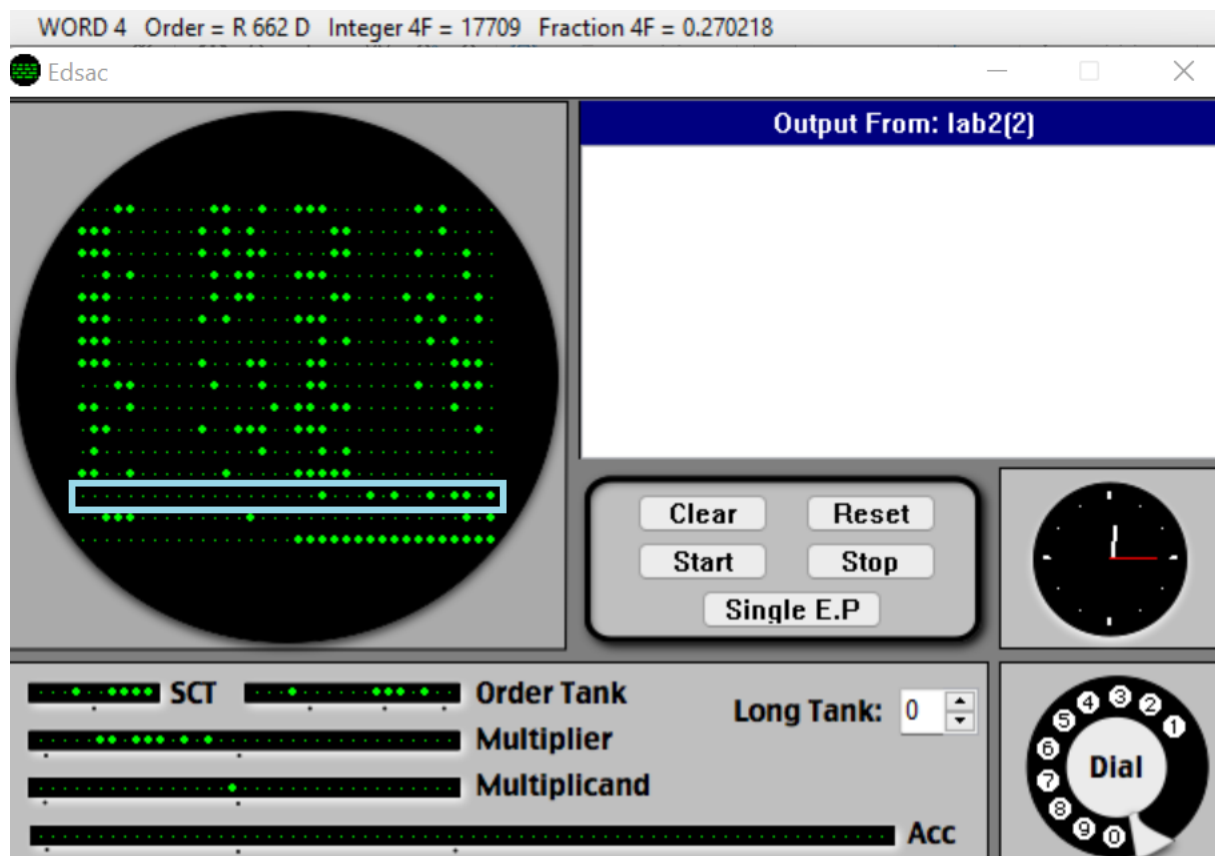 WORD 4 Order = R 662 D Integer 4F = 17709 Fraction 4F = 0.270218
Edsac
Output From: lab2(2)
Clear Reset
Start Stop
Single E.P
SCT Order Tank Long Tank: 0
Multiplier
Multiplicand
Acc
1
2
3
4
5
6
7
8
9
0
Dial